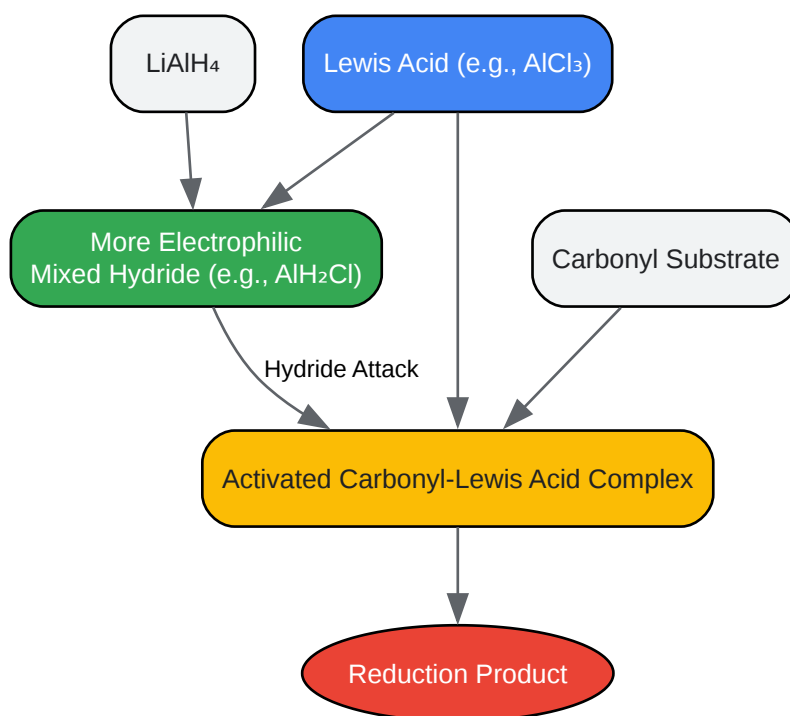 LiAlH₄
Lewis Acid (e.g., AlCl₃)
More Electrophilic
Mixed Hydride (e.g., AlH₂Cl)
Carbonyl Substrate
Hydride Attack
Activated Carbonyl-Lewis Acid Complex
Reduction Product